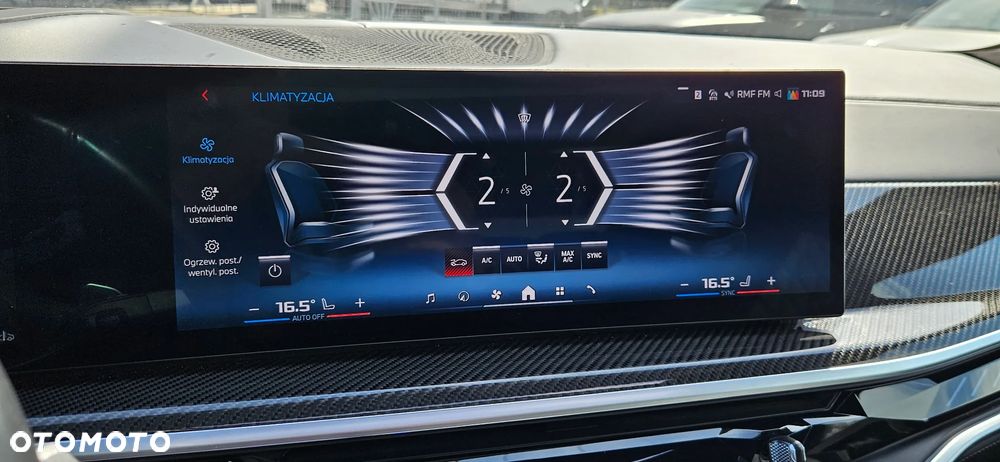 KLIMATYZACJA
2
RMF FM
11:09
Klimatyzacja
Indywidualne
ustawienia
Ogrzew. post./
wentyl. post.
2 /5
2 /5
A/C
AUTO
MAX
A/C
SYNC
− 16.5° +
AUTO OFF
− 16.5° +
SYNC
OTOMOTO